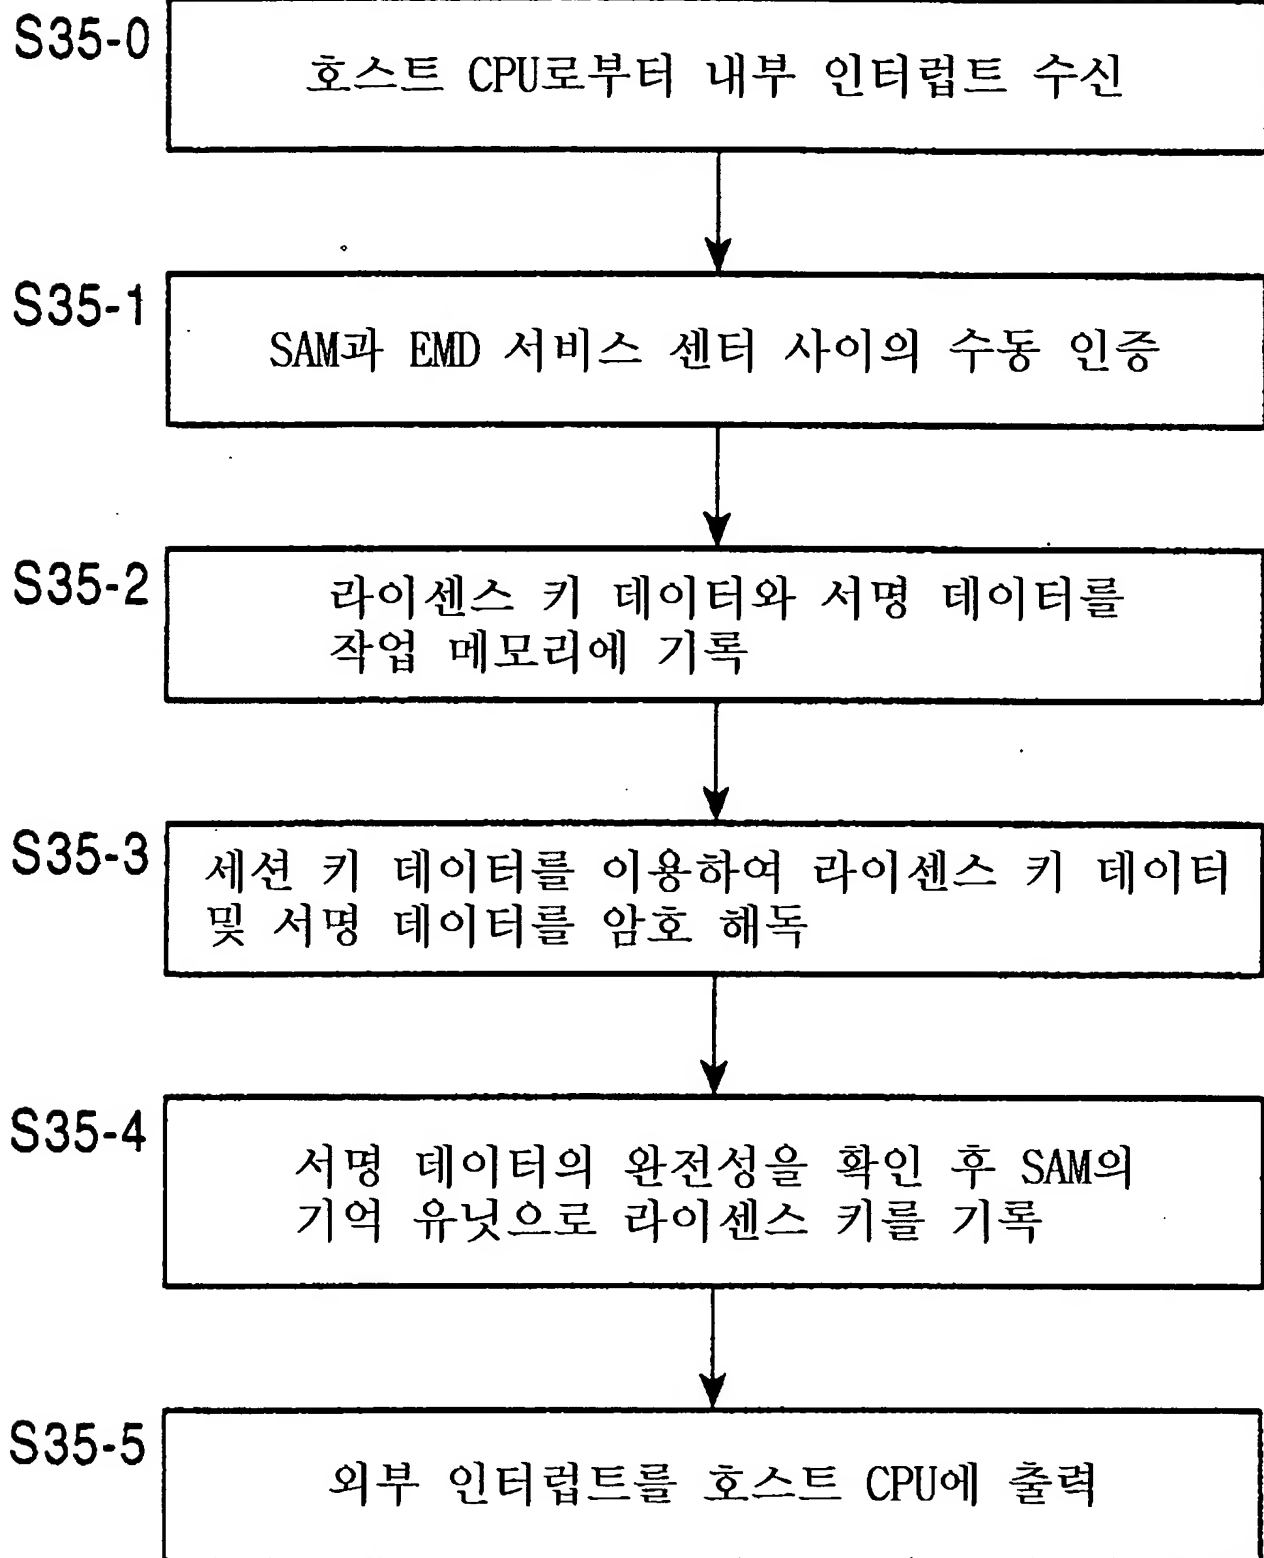 S35-0
호스트 CPU로부터 내부 인터럽트 수신
S35-1
SAM과 EMD 서비스 센터 사이의 수동 인증
S35-2
라이센스 키 데이터와 서명 데이터를
작업 메모리에 기록
S35-3
세션 키 데이터를 이용하여 라이센스 키 데이터
및 서명 데이터를 암호 해독
S35-4
서명 데이터의 완전성을 확인 후 SAM의
기억 유닛으로 라이센스 키를 기록
S35-5
외부 인터럽트를 호스트 CPU에 출력